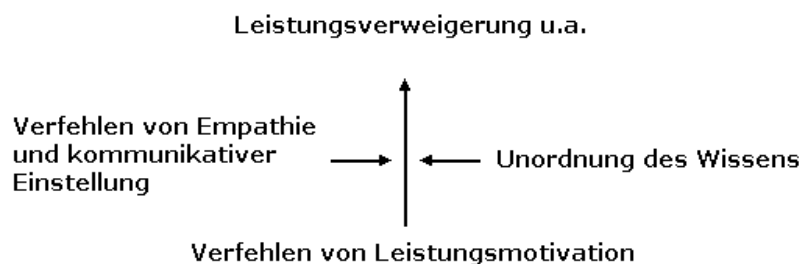 Leistungsverweigerung u.a.
Verfehlen von Empathie
und kommunikativer
Einstellung
Unordnung des Wissens
Verfehlen von Leistungsmotivation